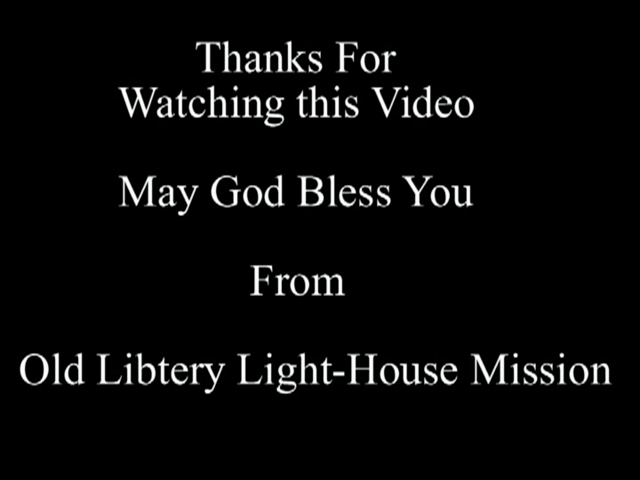 Thanks For
Watching this Video
May God Bless You
From
Old Libtery Light-House Mission